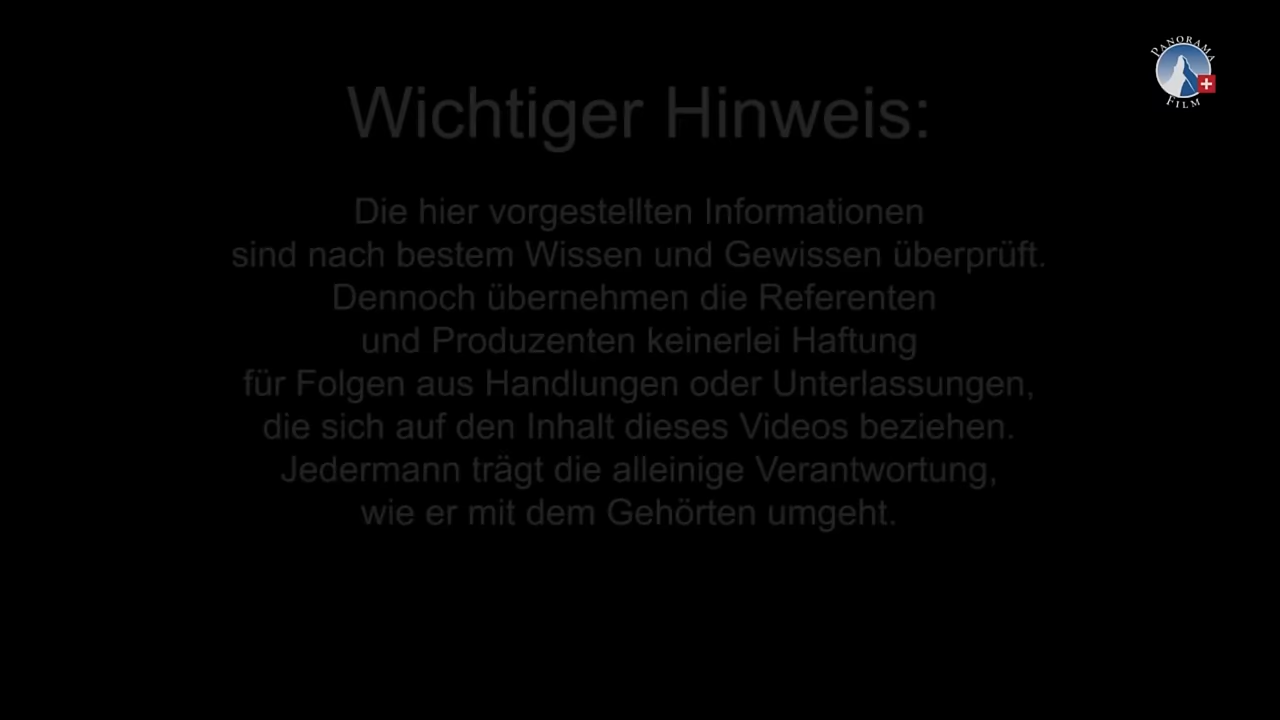 PANORAMA
FILM
Wichtiger Hinweis:
Die hier vorgestellten Informationen
sind nach bestem Wissen und Gewissen überprüft.
Dennoch übernehmen die Referenten
und Produzenten keinerlei Haftung
für Folgen aus Handlungen oder Unterlassungen,
die sich auf den Inhalt dieses Videos beziehen.
Jedermann trägt die alleinige Verantwortung,
wie er mit dem Gehörten umgeht.